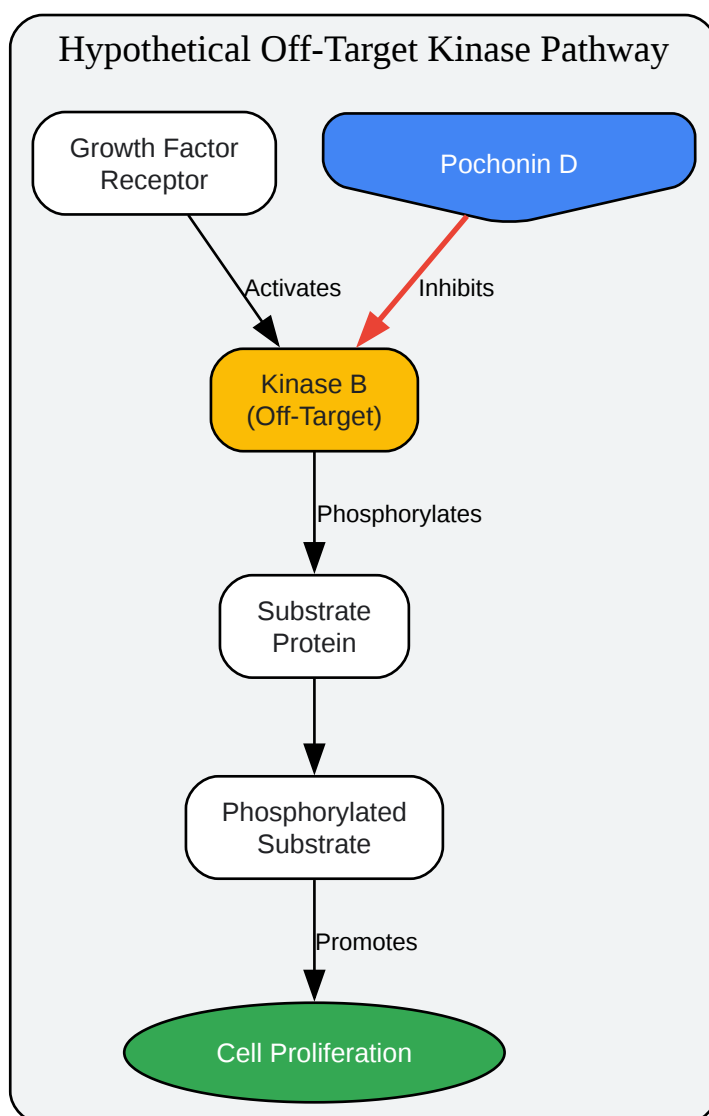 Hypothetical Off-Target Kinase Pathway
Growth Factor
Receptor
Pochonin D
Activates
Inhibits
Kinase B
(Off-Target)
Phosphorylates
Substrate
Protein
Phosphorylated
Substrate
Promotes
Cell Proliferation